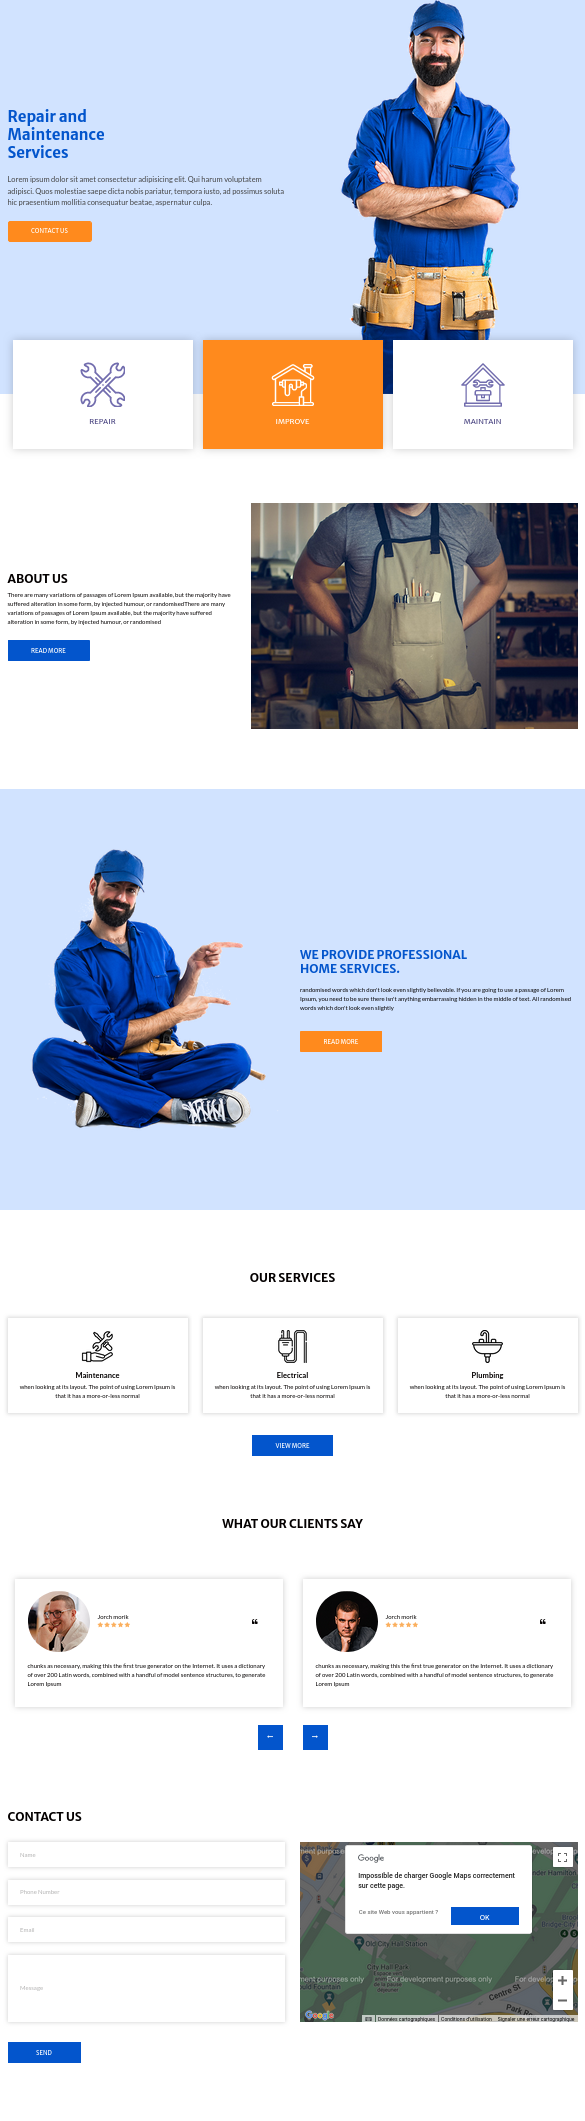 Repair and
Maintenance
Services
Lorem ipsum dolor sit amet consectetur adipisicing elit. Qui harum voluptatem
adipisci. Quos molestiae saepe dicta nobis pariatur, tempora iusto, ad possimus soluta
hic praesentium mollitia consequatur beatae, aspernatur culpa.
CONTACT US
REPAIR
IMPROVE
MAINTAIN
ABOUT US
There are many variations of passages of Lorem Ipsum available, but the majority have
suffered alteration in some form, by injected humour, or randomisedThere are many
variations of passages of Lorem Ipsum available, but the majority have suffered
alteration in some form, by injected humour, or randomised
READ MORE
WE PROVIDE PROFESSIONAL
HOME SERVICES.
randomised words which don't look even slightly believable. If you are going to use a passage of Lorem
Ipsum, you need to be sure there isn't anything embarrassing hidden in the middle of text. All randomised
words which don't look even slightly
READ MORE
OUR SERVICES
Maintenance
when looking at its layout. The point of using Lorem Ipsum is
that it has a more-or-less normal
Electrical
when looking at its layout. The point of using Lorem Ipsum is
that it has a more-or-less normal
Plumbing
when looking at its layout. The point of using Lorem Ipsum is
that it has a more-or-less normal
VIEW MORE
WHAT OUR CLIENTS SAY
Jorch morik
❝
chunks as necessary, making this the first true generator on the Internet. It uses a dictionary
of over 200 Latin words, combined with a handful of model sentence structures, to generate
Lorem Ipsum
Jorch morik
❝
chunks as necessary, making this the first true generator on the Internet. It uses a dictionary
of over 200 Latin words, combined with a handful of model sentence structures, to generate
Lorem Ipsum
← →
CONTACT US
Name
Phone Number
Email
Message
SEND
Google
Impossible de charger Google Maps correctement
sur cette page.
Ce site Web vous appartient ?
OK
Old City Hall Station
City Hall Park
For development purposes only
Centre St
Google
Données cartographiques
Conditions d'utilisation
Signaler une erreur cartographique